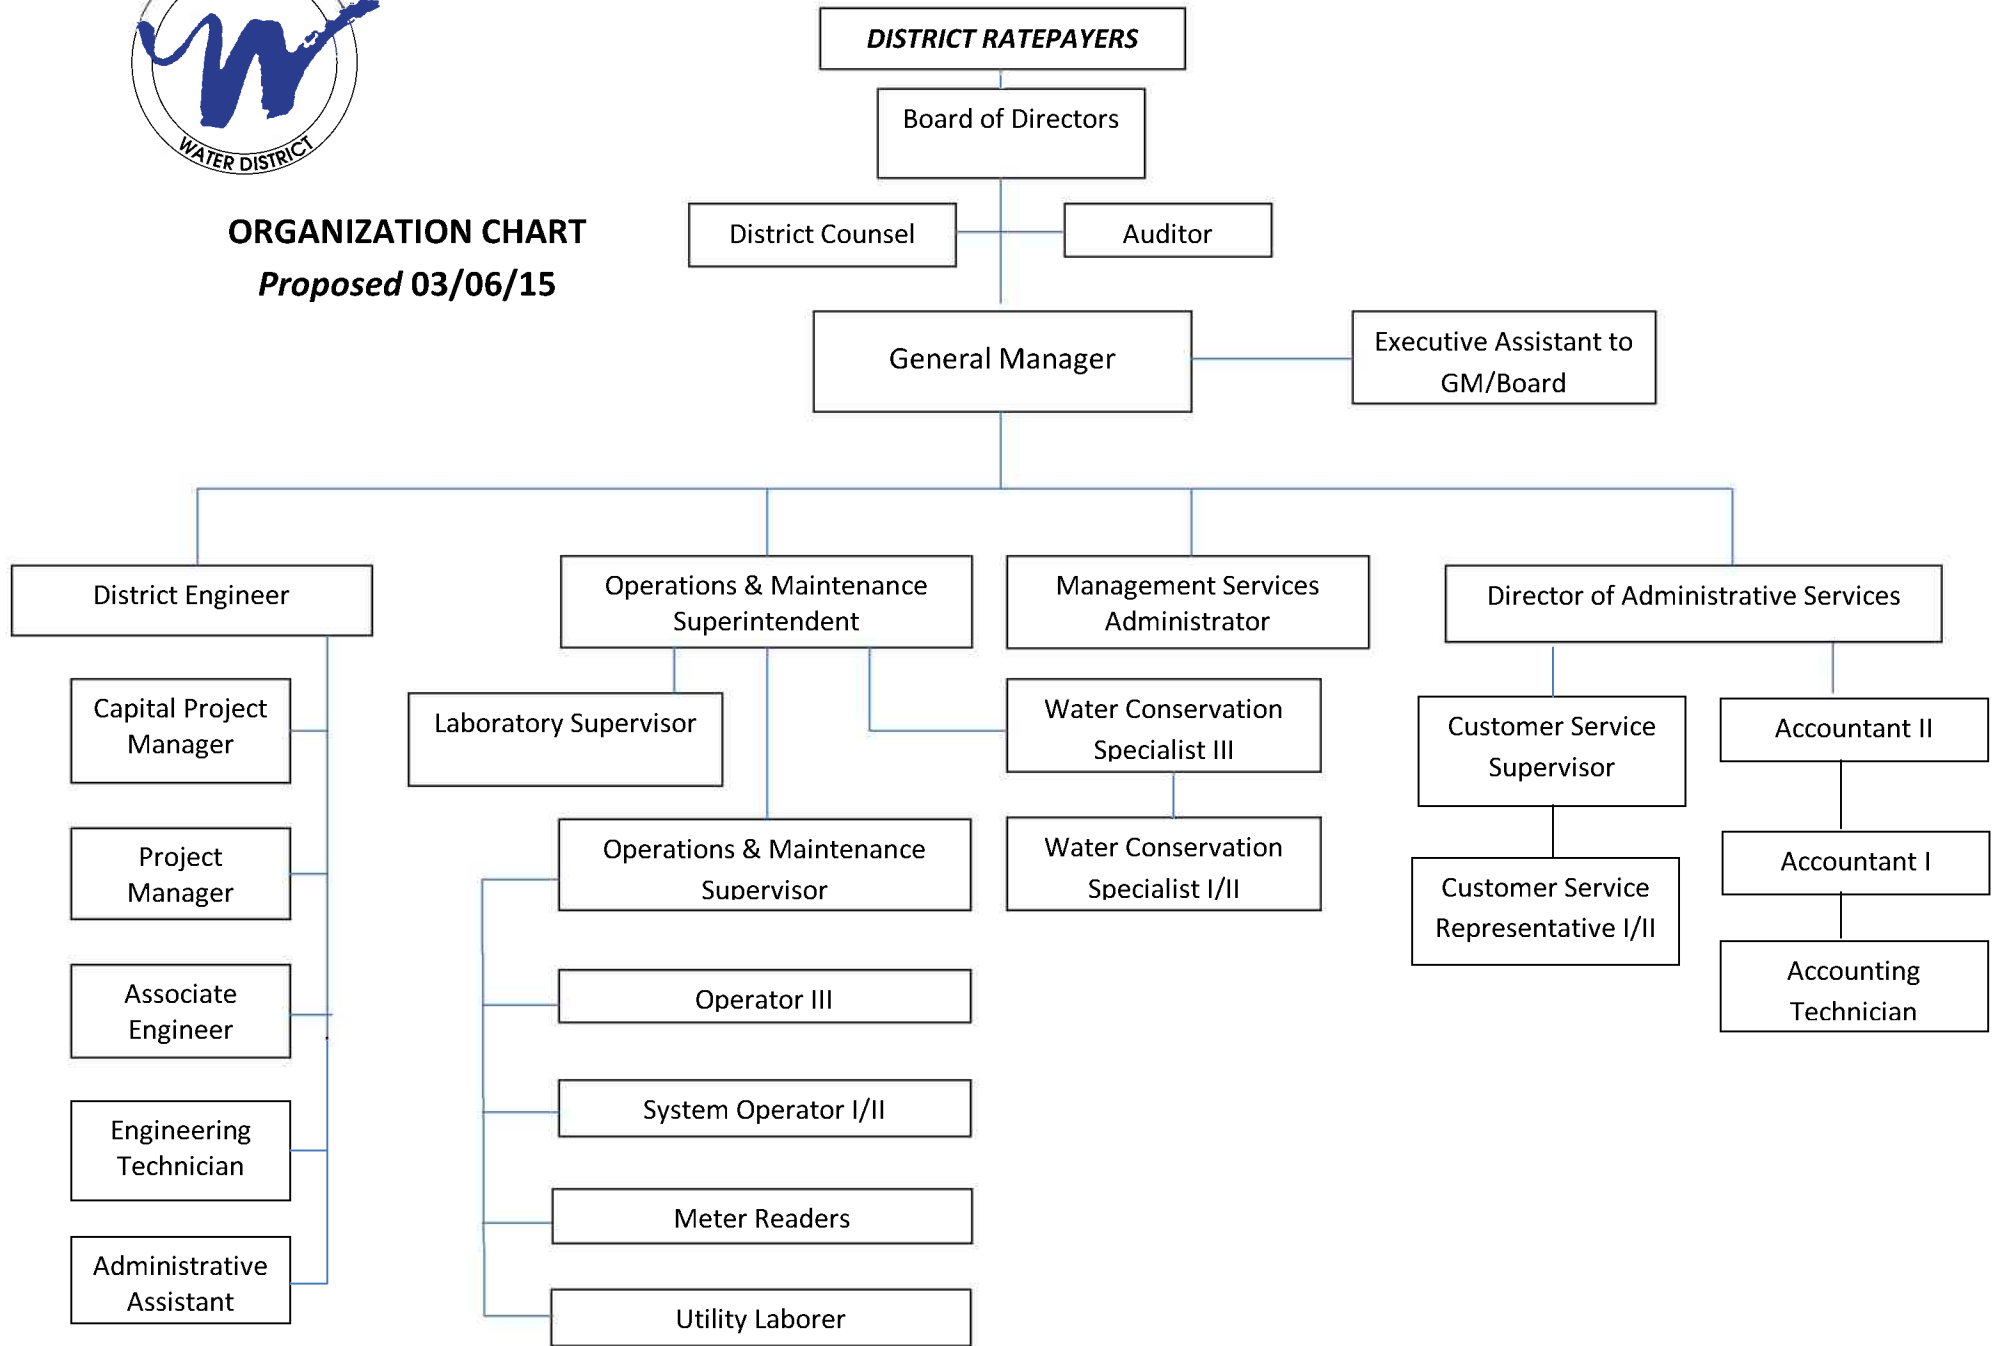 WATER DISTRICT
ORGANIZATION CHART
Proposed 03/06/15
DISTRICT RATEPAYERS
Board of Directors
District Counsel
Auditor
General Manager
Executive Assistant to
GM/Board
District Engineer
Capital Project
Manager
Project
Manager
Associate
Engineer
Engineering
Technician
Administrative
Assistant
Operations & Maintenance
Superintendent
Laboratory Supervisor
Operations & Maintenance
Supervisor
Operator III
System Operator I/II
Meter Readers
Utility Laborer
Management Services
Administrator
Water Conservation
Specialist III
Water Conservation
Specialist I/II
Director of Administrative Services
Customer Service
Supervisor
Customer Service
Representative I/II
Accountant II
Accountant I
Accounting
Technician